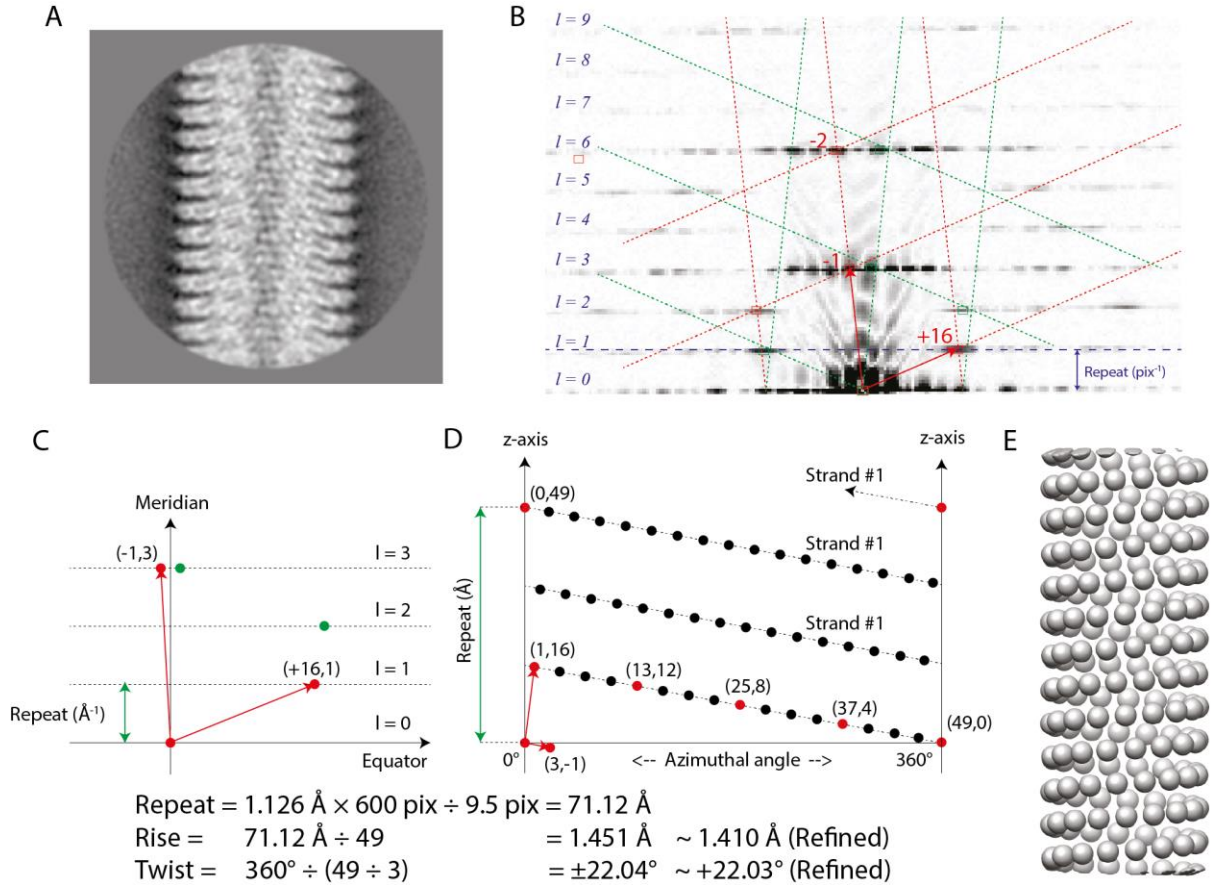 A
B
l = 9
l = 8
l = 7
l = 6
-2
l = 5
l = 4
l = 3
-1
l = 2
+16
l = 1
Repeat (pix⁻¹)
l = 0
C
Meridian
(-1,3)
l = 3
l = 2
(+16,1)
l = 1
Repeat (Å⁻¹)
l = 0
Equator
D
z-axis
z-axis
Strand #1
(0,49)
Strand #1
Repeat (Å)
Strand #1
(1,16)
(13,12)
(25,8)
(37,4)
(49,0)
0°
(3,-1)
<-- Azimuthal angle -->
360°
E
Repeat = 1.126 Å × 600 pix ÷ 9.5 pix = 71.12 Å
Rise = 71.12 Å ÷ 49 = 1.451 Å ~ 1.410 Å (Refined)
Twist = 360° ÷ (49 ÷ 3) = ±22.04° ~ +22.03° (Refined)